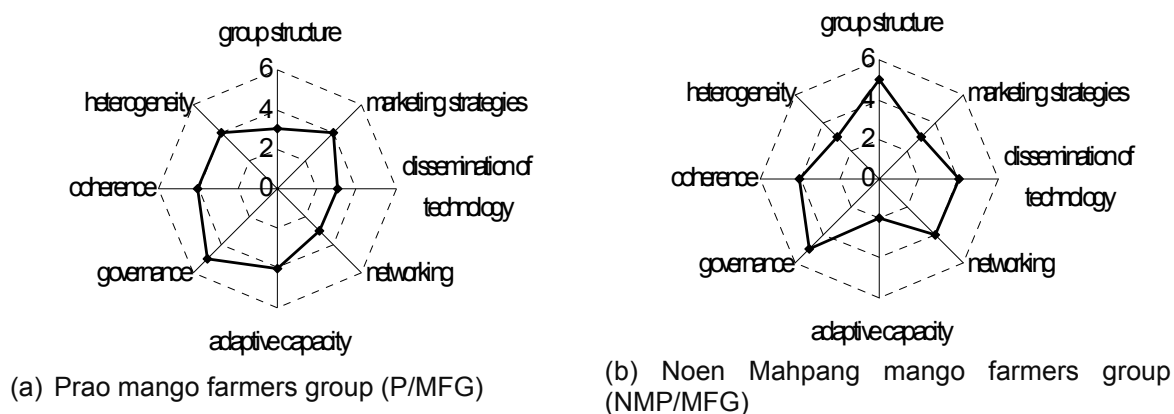 group structure
6
heterogeneity
marketing strategies
4
2
coherence
0
dissemination of
technology
governance
networking
adaptive capacity
(a) Prao mango farmers group (P/MFG)
group structure
6
heterogeneity
marketing strategies
4
2
coherence
0
dissemination of
technology
governance
networking
adaptive capacity
(b) Noen Mahpang mango farmers group
(NMP/MFG)